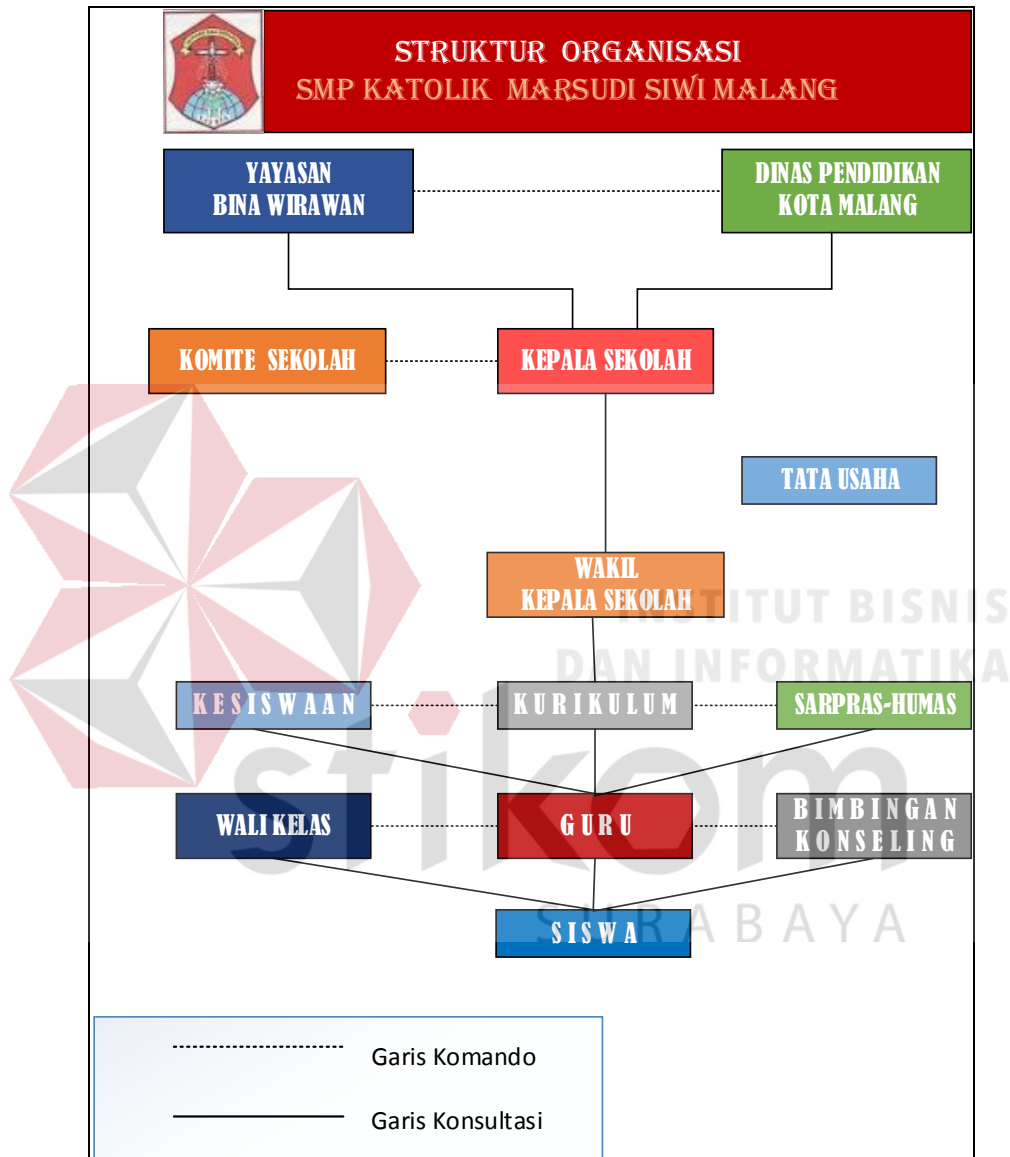 STRUKTUR ORGANISASI
SMP KATOLIK MARSUDI SIWI MALANG
YAYASAN
BINA WIRAWAN
DINAS PENDIDIKAN
KOTA MALANG
KOMITE SEKOLAH
KEPALA SEKOLAH
TATA USAHA
WAKIL
KEPALA SEKOLAH
INSTITUT BISNIS
DAN INFORMATIKA
KESISWAAN
KURIKULUM
SARPRAS-HUMAS
stikom
WALI KELAS
GURU
BIMBINGAN
KONSELING
SURABAYA
SISWA
Garis Komando
Garis Konsultasi